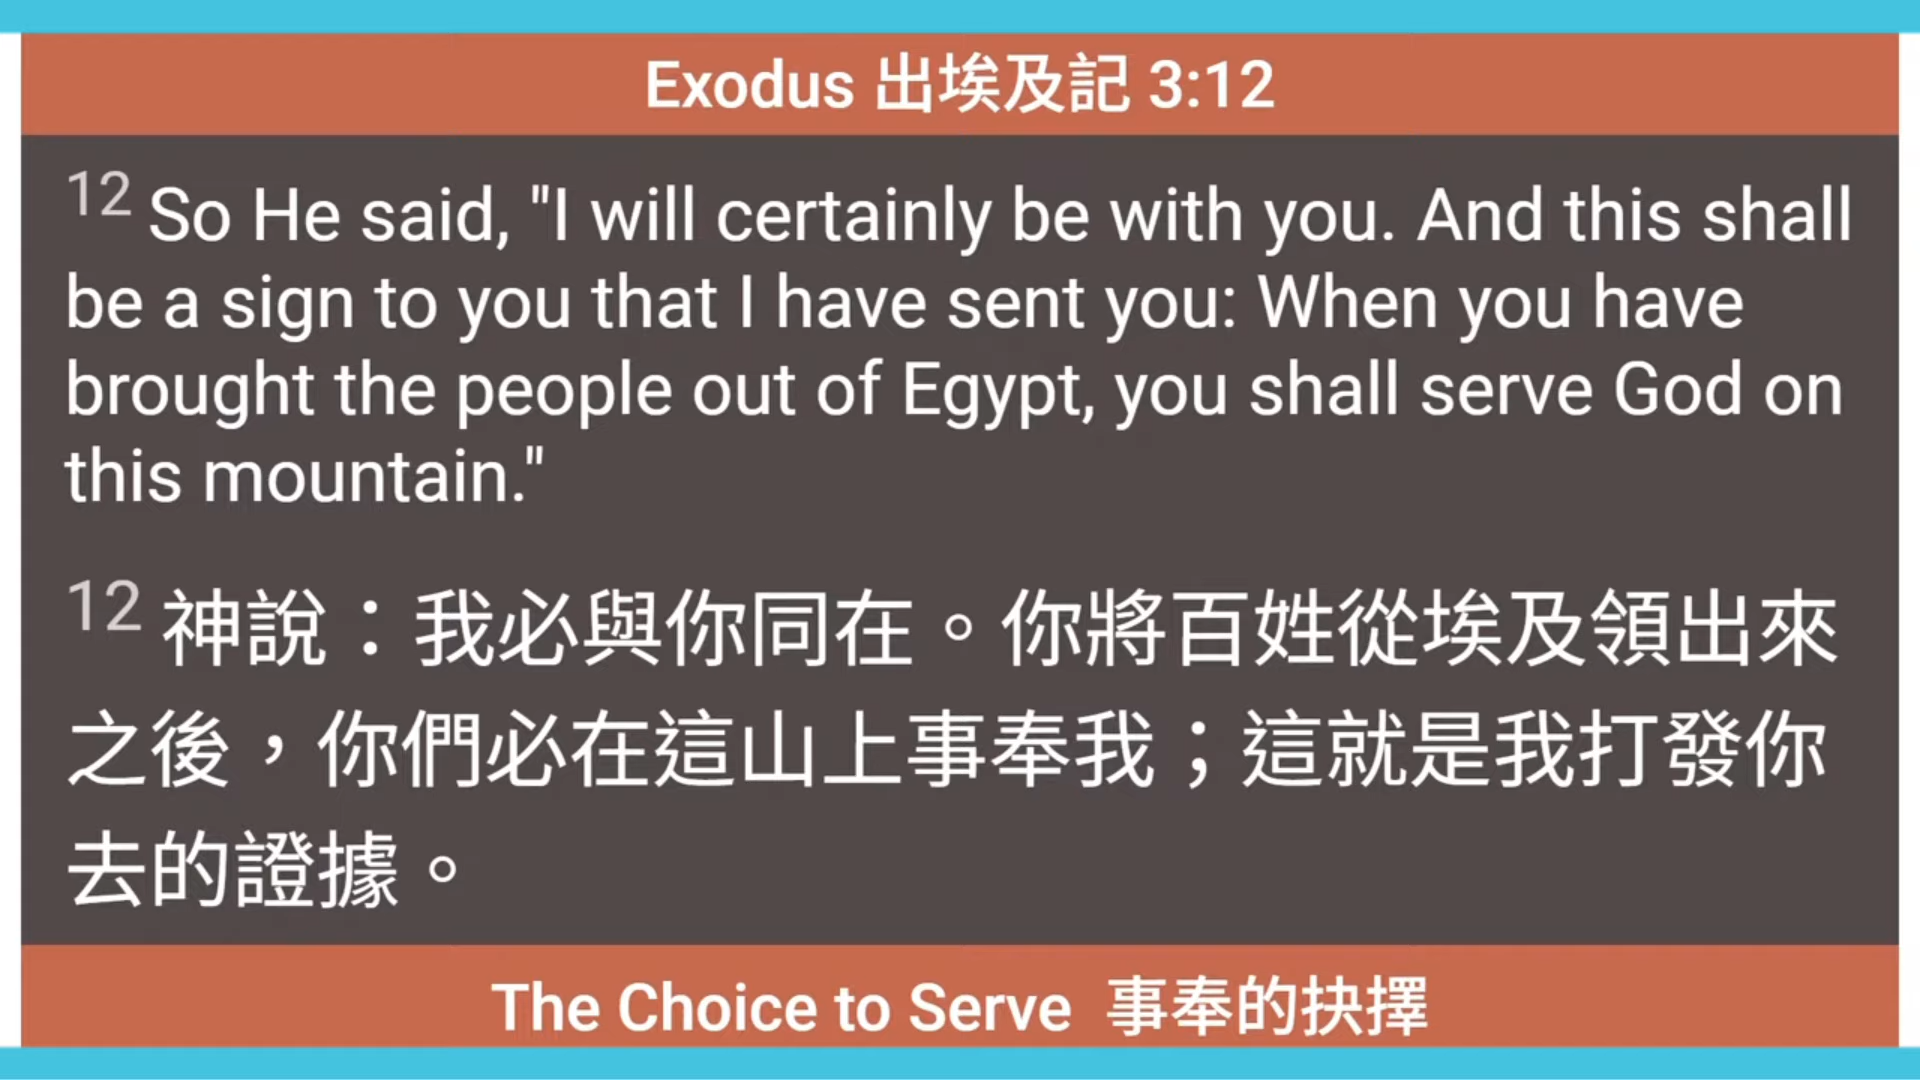 Exodus 出埃及記 3:12
12 So He said, "I will certainly be with you. And this shall
be a sign to you that I have sent you: When you have
brought the people out of Egypt, you shall serve God on
this mountain."
12 神說：我必與你同在。你將百姓從埃及領出來
之後，你們必在這山上事奉我；這就是我打發你
去的證據。
The Choice to Serve 事奉的抉擇